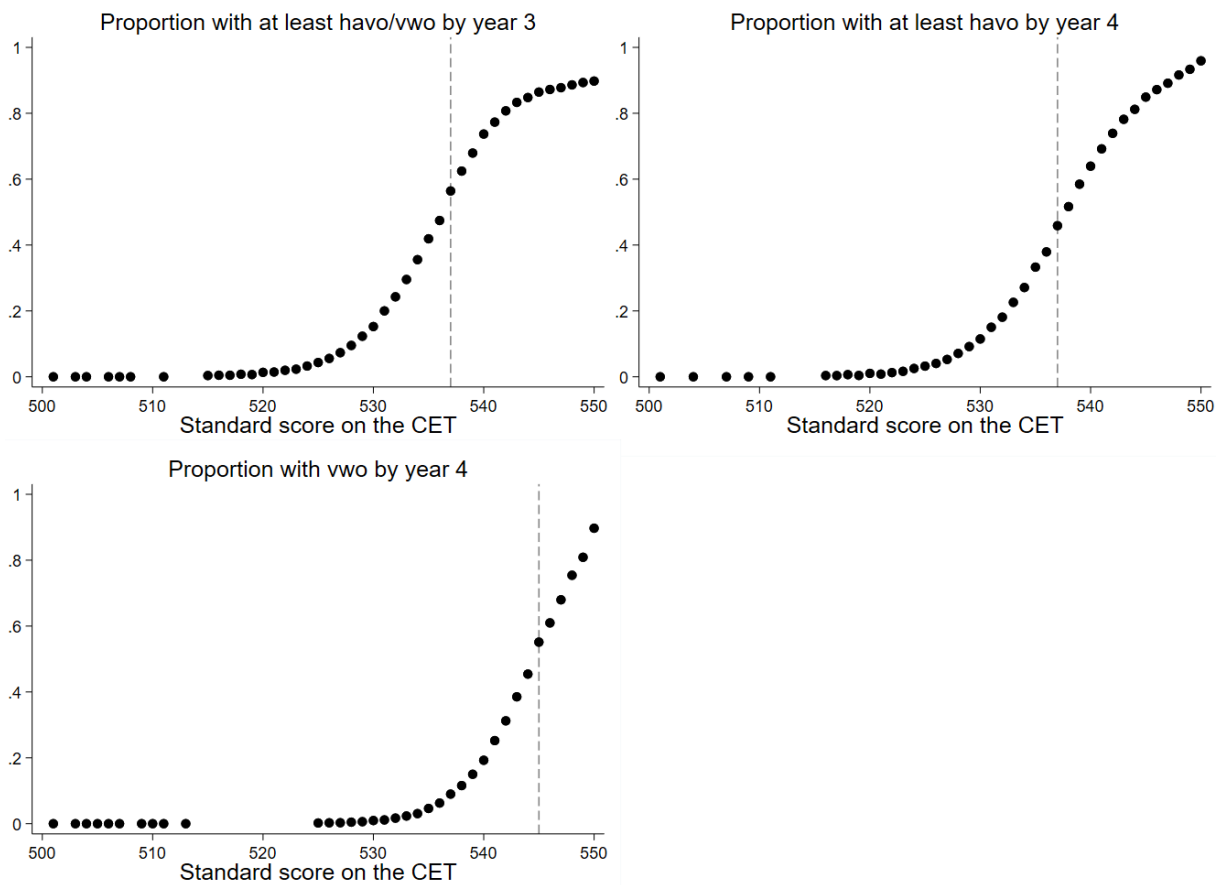 Proportion with at least havo/vwo by year 3
1
.8
.6
.4
.2
0
500 510 520 530 540 550
Standard score on the CET
Proportion with at least havo by year 4
1
.8
.6
.4
.2
0
500 510 520 530 540 550
Standard score on the CET
Proportion with vwo by year 4
1
.8
.6
.4
.2
0
500 510 520 530 540 550
Standard score on the CET